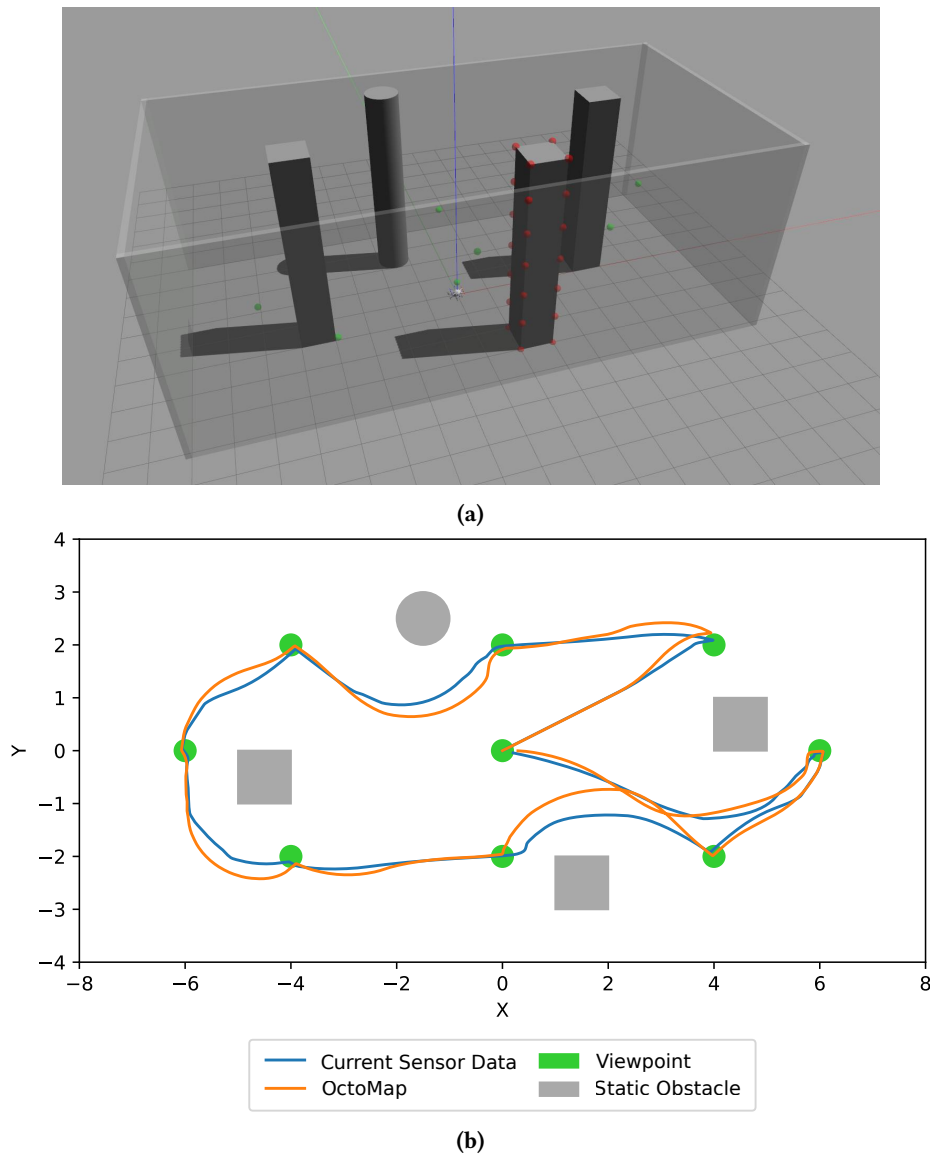 (a)
4
3
2
1
0
−1
−2
−3
−4
Y
−8 −6 −4 −2 0 2 4 6 8
X
Current Sensor Data Viewpoint
OctoMap Static Obstacle
(b)